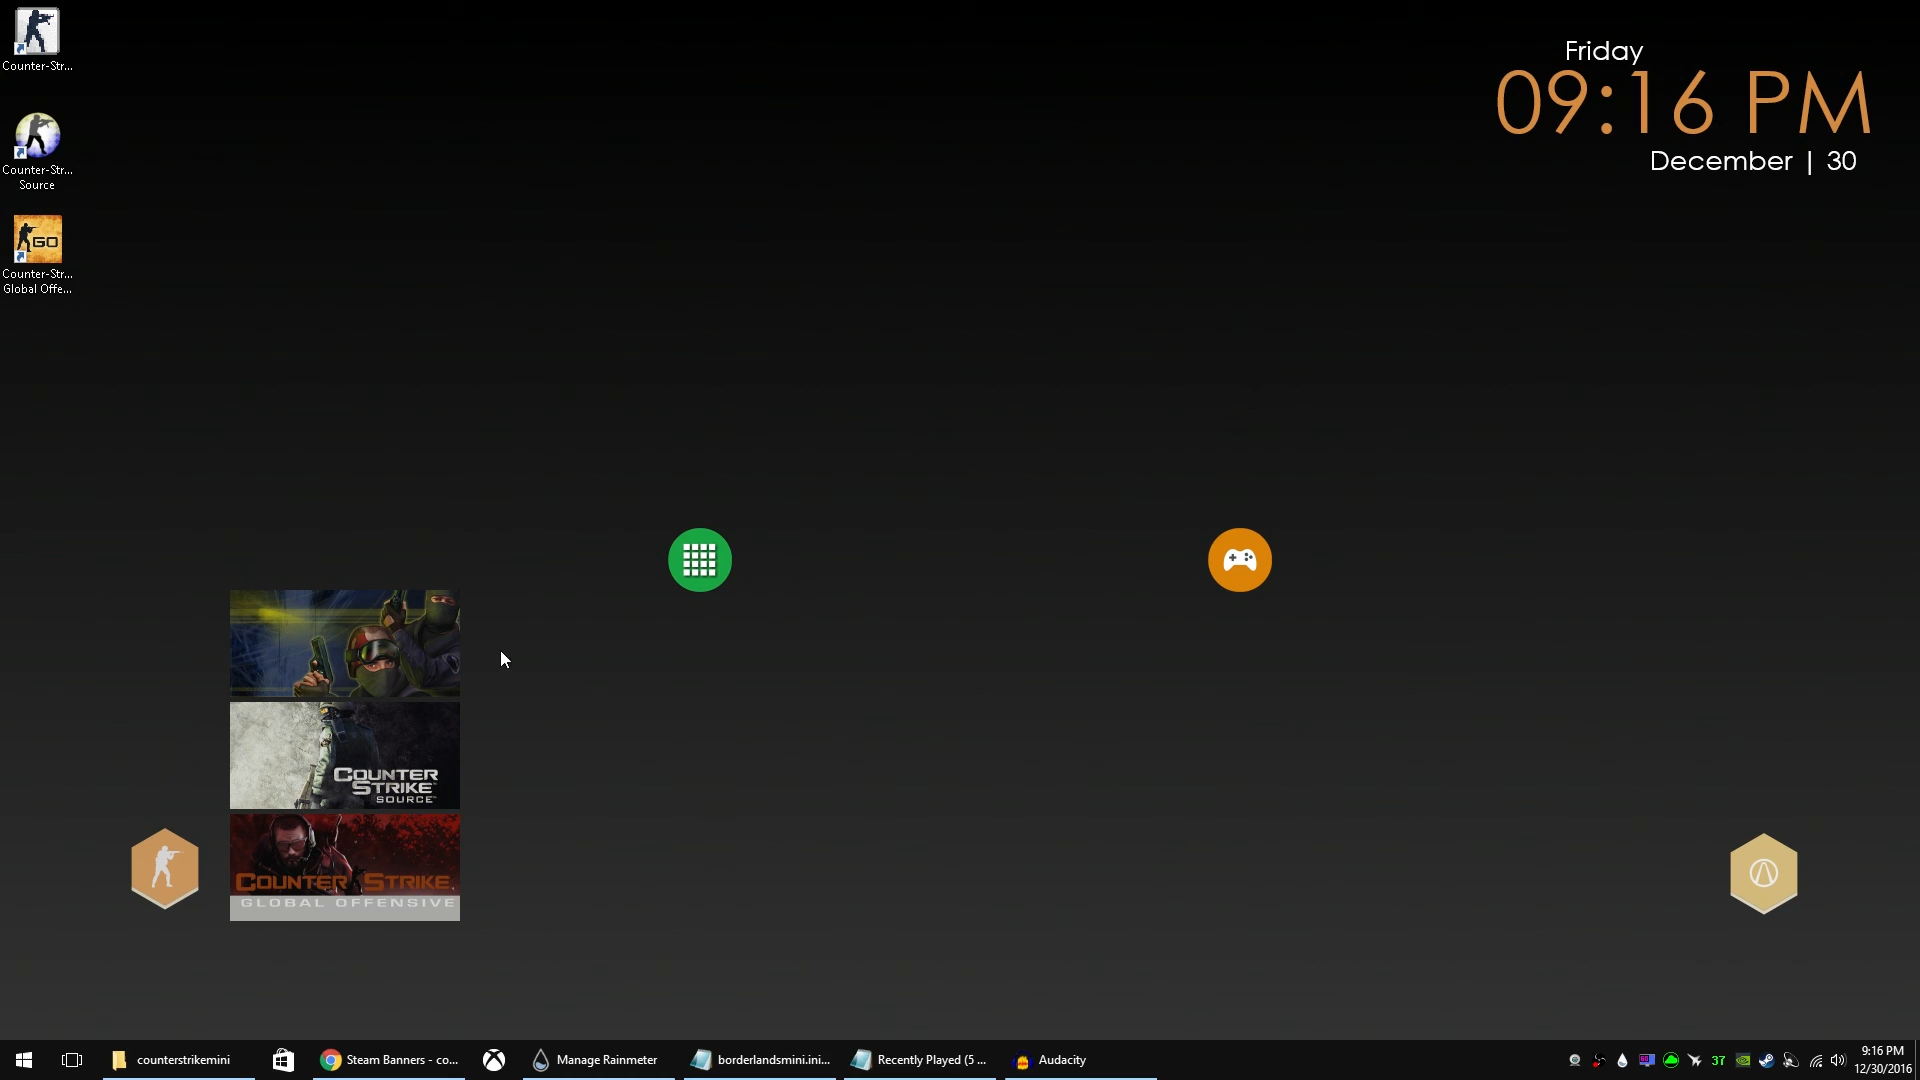 Counter-Str...
Counter-Str...
Source
GO
Counter-Str...
Global Offe...
Friday
09:16 PM
December | 30
COUNTER
STRIKE
SOURCE
COUNTER STRIKE
GLOBAL OFFENSIVE
counterstrikemini
Steam Banners - co...
Manage Rainmeter
borderlandsmini.ini...
Recently Played (5 ...
Audacity
37
9:16 PM
12/30/2016